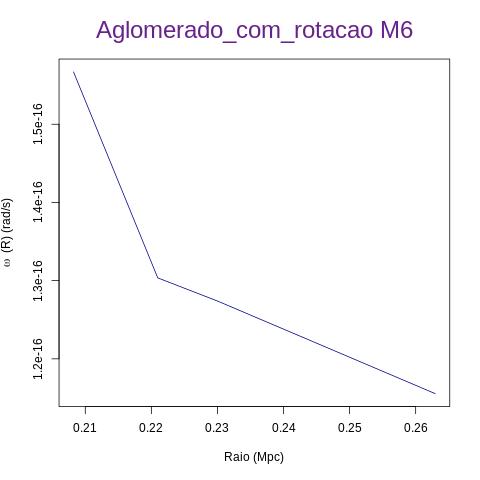 Aglomerado_com_rotacao M6
ω (R) (rad/s)
1.5e-16
1.4e-16
1.3e-16
1.2e-16
0.21 0.22 0.23 0.24 0.25 0.26
Raio (Mpc)